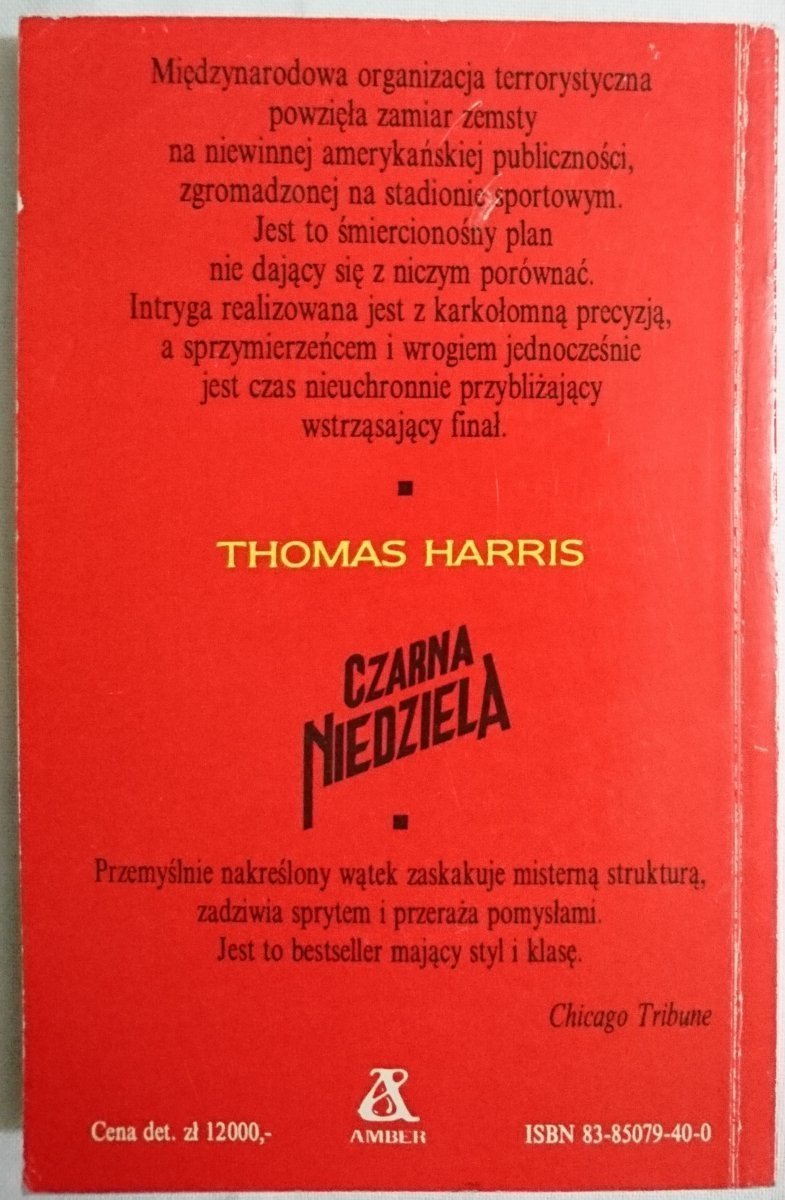 Międzynarodowa organizacja terrorystyczna
powzięła zamiar zemsty
na niewinnej amerykańskiej publiczności,
zgromadzonej na stadionie sportowym.
Jest to śmiercionośny plan
nie dający się z niczym porównać.
Intryga realizowana jest z karkołomną precyzją,
a sprzymierzeńcem i wrogiem jednocześnie
jest czas nieuchronnie przybliżający
wstrząsający finał.
THOMAS HARRIS
CZARNA
NIEDZIELA
Przemyślnie nakreślony wątek zaskakuje misterną strukturą,
zadziwia sprytem i przeraża pomysłami.
Jest to bestseller mający styl i klasę.
Chicago Tribune
A
AMBER
Cena det. zł 12000,-
ISBN 83-85079-40-0